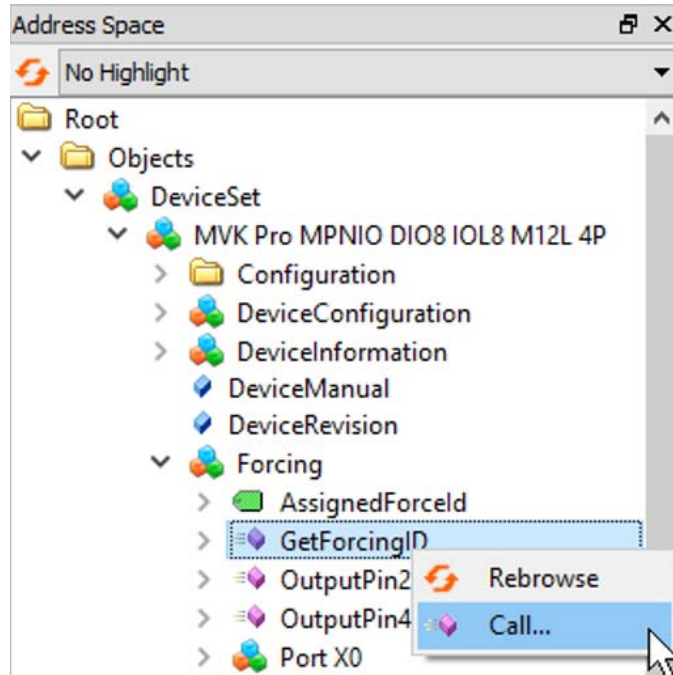 Address Space
No Highlight
Root
Objects
DeviceSet
MVK Pro MPNIO DIO8 IOL8 M12L 4P
Configuration
DeviceConfiguration
DeviceInformation
DeviceManual
DeviceRevision
Forcing
AssignedForceId
GetForcingID
OutputPin2
Rebrowse
OutputPin4
Call...
Port X0